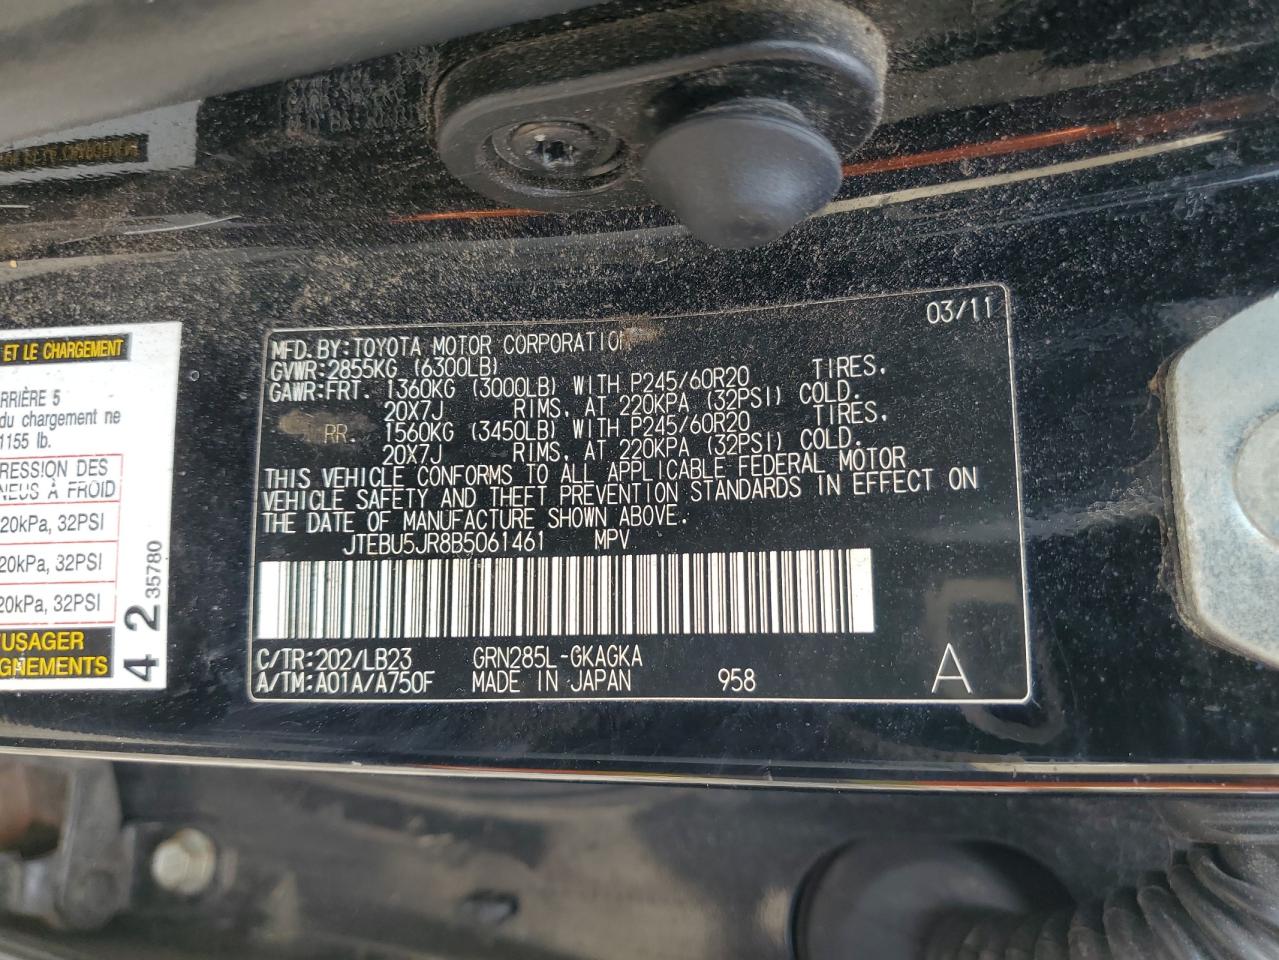 ET LE CHARGEMENT
RRIÈRE 5
du chargement ne
1155 lb.
RESSION DES
NEUS À FROID
20kPa, 32PSI
20kPa, 32PSI
20kPa, 32PSI
USAGER
GNEMENTS
4 2 35780
03/11
MFD. BY: TOYOTA MOTOR CORPORATION
GVWR: 2855KG (6300LB)
GAWR: FRT. 1360KG (3000LB) WITH P245/60R20 TIRES.
20X7J RIMS, AT 220KPA (32PSI) COLD.
RR. 1560KG (3450LB) WITH P245/60R20 TIRES.
20X7J RIMS, AT 220KPA (32PSI) COLD.
THIS VEHICLE CONFORMS TO ALL APPLICABLE FEDERAL MOTOR
VEHICLE SAFETY AND THEFT PREVENTION STANDARDS IN EFFECT ON
THE DATE OF MANUFACTURE SHOWN ABOVE.
JTEBU5JR8B5061461 MPV
C/TR: 202/LB23 GRN285L-GKAGKA
A/TM: A01A/A750F MADE IN JAPAN 958 A